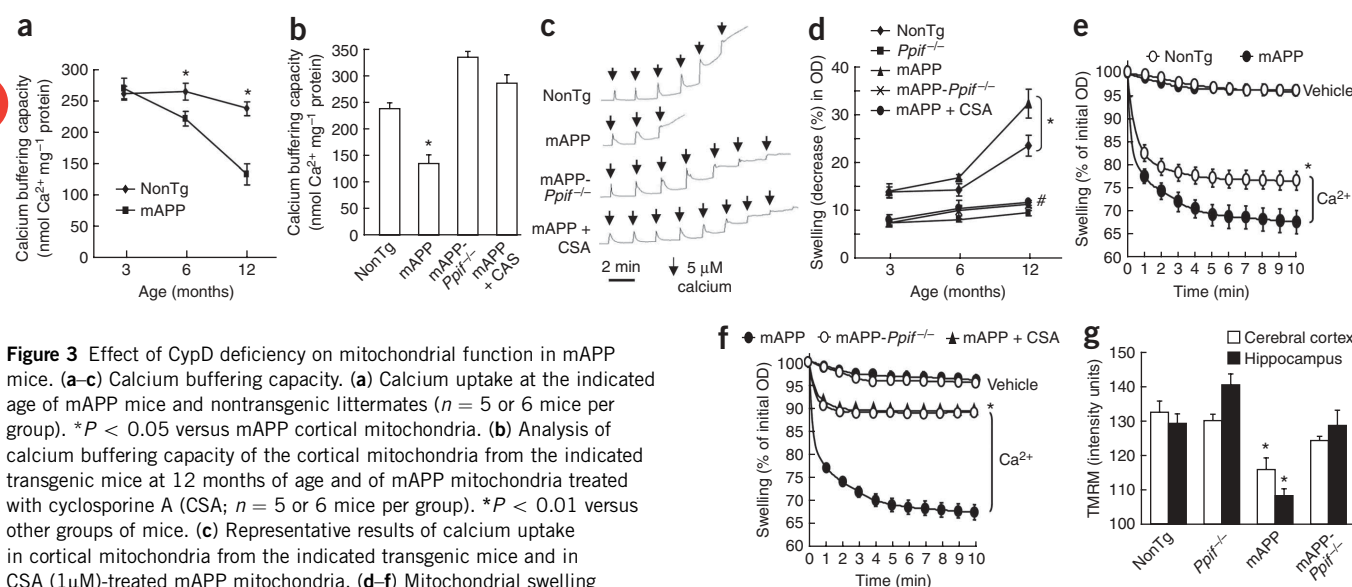 a
Calcium buffering capacity
(nmol Ca²⁺ mg⁻¹ protein)
300
250
200
150
100
50
0
*
*
NonTg
mAPP
3
6
12
Age (months)
b
Calcium buffering capacity
(nmol Ca²⁺ mg⁻¹ protein)
350
300
250
200
150
100
50
0
*
NonTg
mAPP
mAPP-
Ppif⁻/⁻
mAPP
+ CAS
c
NonTg
mAPP
mAPP-
Ppif⁻/⁻
mAPP +
CSA
2 min
5 µM
calcium
d
NonTg
Ppif⁻/⁻
mAPP
mAPP-Ppif⁻/⁻
mAPP + CSA
Swelling (decrease (%) in OD)
40
30
20
10
0
*
#
3
6
12
Age (months)
e
NonTg
mAPP
Swelling (% of initial OD)
100
95
90
85
80
75
70
65
60
Vehicle
*
Ca²⁺
0 1 2 3 4 5 6 7 8 9 10
Time (min)
f
mAPP
mAPP-Ppif⁻/⁻
mAPP + CSA
Swelling (% of initial OD)
100
95
90
85
80
75
70
65
60
Vehicle
*
Ca²⁺
0 1 2 3 4 5 6 7 8 9 10
Time (min)
g
Cerebral cortex
Hippocampus
TMRM (intensity units)
150
140
130
120
110
100
*
*
NonTg
Ppif⁻/⁻
mAPP
mAPP-
Ppif⁻/⁻
Figure 3 Effect of CypD deficiency on mitochondrial function in mAPP
mice. (a–c) Calcium buffering capacity. (a) Calcium uptake at the indicated
age of mAPP mice and nontransgenic littermates (n = 5 or 6 mice per
group). *P < 0.05 versus mAPP cortical mitochondria. (b) Analysis of
calcium buffering capacity of the cortical mitochondria from the indicated
transgenic mice at 12 months of age and of mAPP mitochondria treated
with cyclosporine A (CSA; n = 5 or 6 mice per group). *P < 0.01 versus
other groups of mice. (c) Representative results of calcium uptake
in cortical mitochondria from the indicated transgenic mice and in
CSA (1µM)-treated mAPP mitochondria. (d–f) Mitochondrial swelling